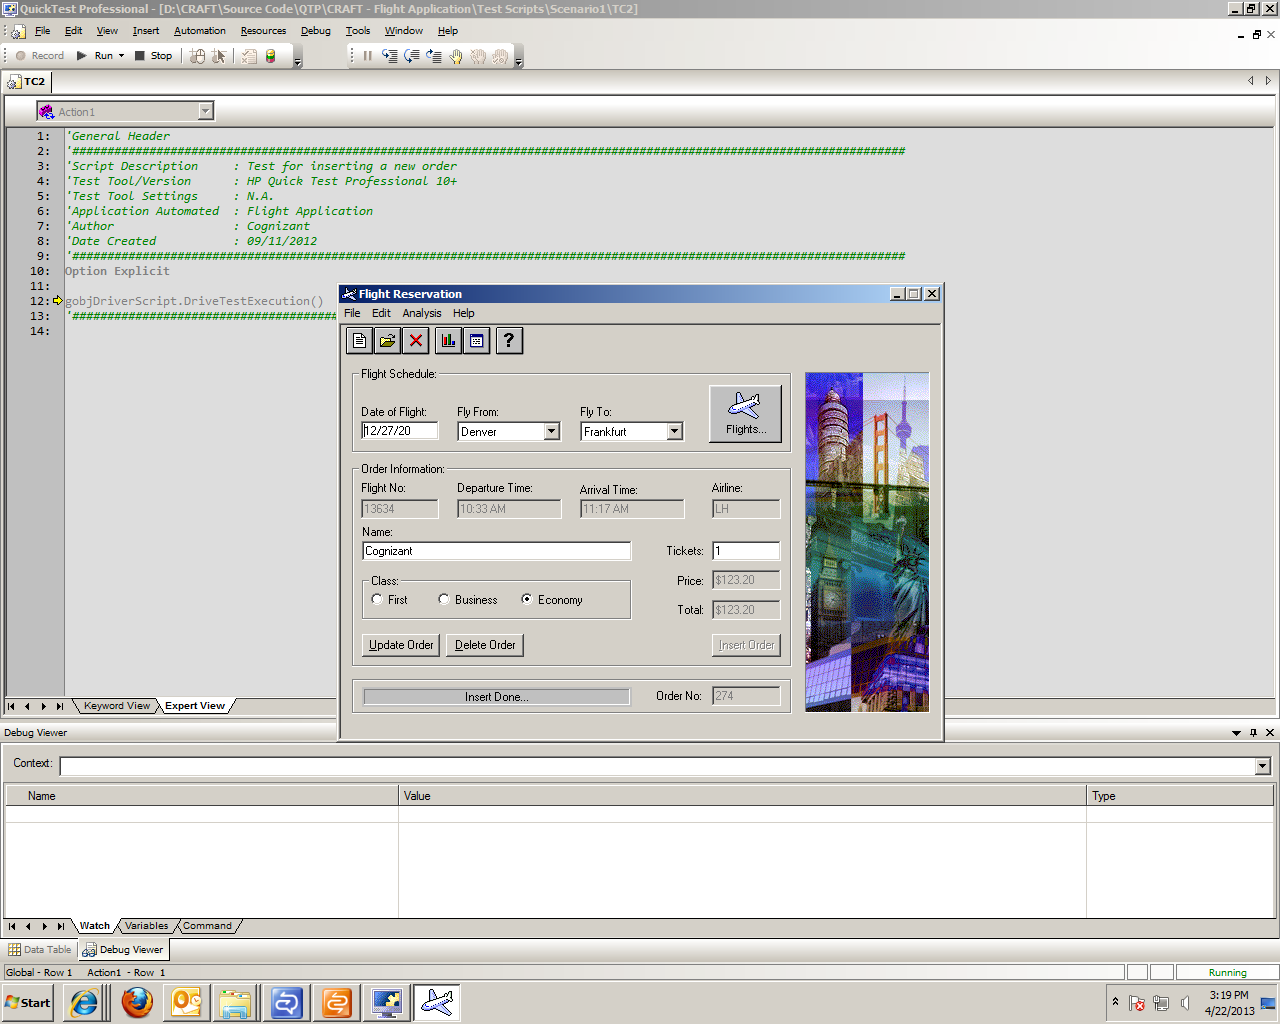 QuickTest Professional - [D:\CRAFT\Source Code\QTP\CRAFT - Flight Application\Test Scripts\Scenario1\TC2]
File Edit View Insert Automation Resources Debug Tools Window Help
Record Run Stop
TC2
Action1
1: 'General Header
2: '#######################################################################################################################
3: 'Script Description : Test for inserting a new order
4: 'Test Tool/Version : HP Quick Test Professional 10+
5: 'Test Tool Settings : N.A.
6: 'Application Automated : Flight Application
7: 'Author : Cognizant
8: 'Date Created : 09/11/2012
9: '#######################################################################################################################
10: Option Explicit
11:
12: gobjDriverScript.DriveTestExecution()
13: '######################################
14:
Flight Reservation
File Edit Analysis Help
?
Flight Schedule:
Date of Flight: Fly From: Fly To:
12/27/20 Denver Frankfurt Flights...
Order Information:
Flight No: Departure Time: Arrival Time: Airline:
13634 10:33 AM 11:17 AM LH
Name:
Cognizant Tickets: 1
Class: Price: $123.20
First Business Economy Total: $123.20
Update Order Delete Order Insert Order
Insert Done... Order No: 274
Keyword View Expert View
Debug Viewer
Context:
Name Value Type
Watch Variables Command
Data Table Debug Viewer
Global - Row 1 Action1 - Row 1 Running
Start 3:19 PM
4/22/2013